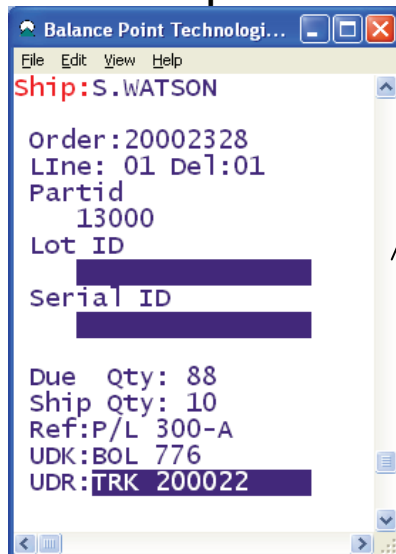 Balance Point Technologi...
File Edit View Help
Ship:S.WATSON
Order:20002328
LIne: 01 Del:01
Partid
13000
Lot ID
Serial ID
Due Qty: 88
Ship Qty: 10
Ref:P/L 300-A
UDK:BOL 776
UDR:TRK 200022